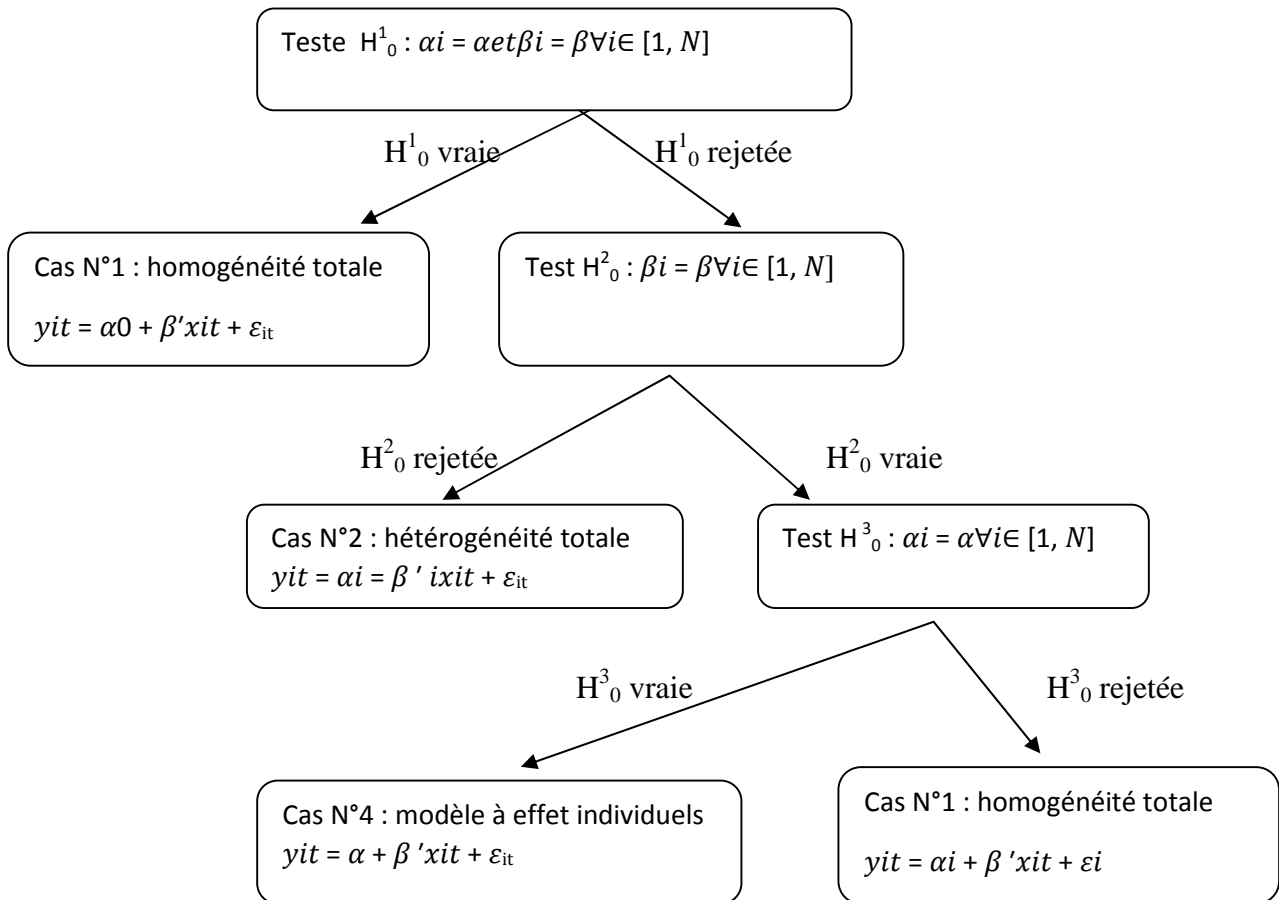 Teste H¹₀ : αi = αetβi = β∀i∈ [1, N]
H¹₀ vraie
H¹₀ rejetée
Cas N°1 : homogénéité totale
yit = α0 + β′xit + εit
Test H²₀ : βi = β∀i∈ [1, N]
H²₀ rejetée
H²₀ vraie
Cas N°2 : hétérogénéité totale
yit = αi = β ′ ixit + εit
Test H ³₀ : αi = α∀i∈ [1, N]
H³₀ vraie
H³₀ rejetée
Cas N°4 : modèle à effet individuels
yit = α + β ′xit + εit
Cas N°1 : homogénéité totale
yit = αi + β ′xit + εi